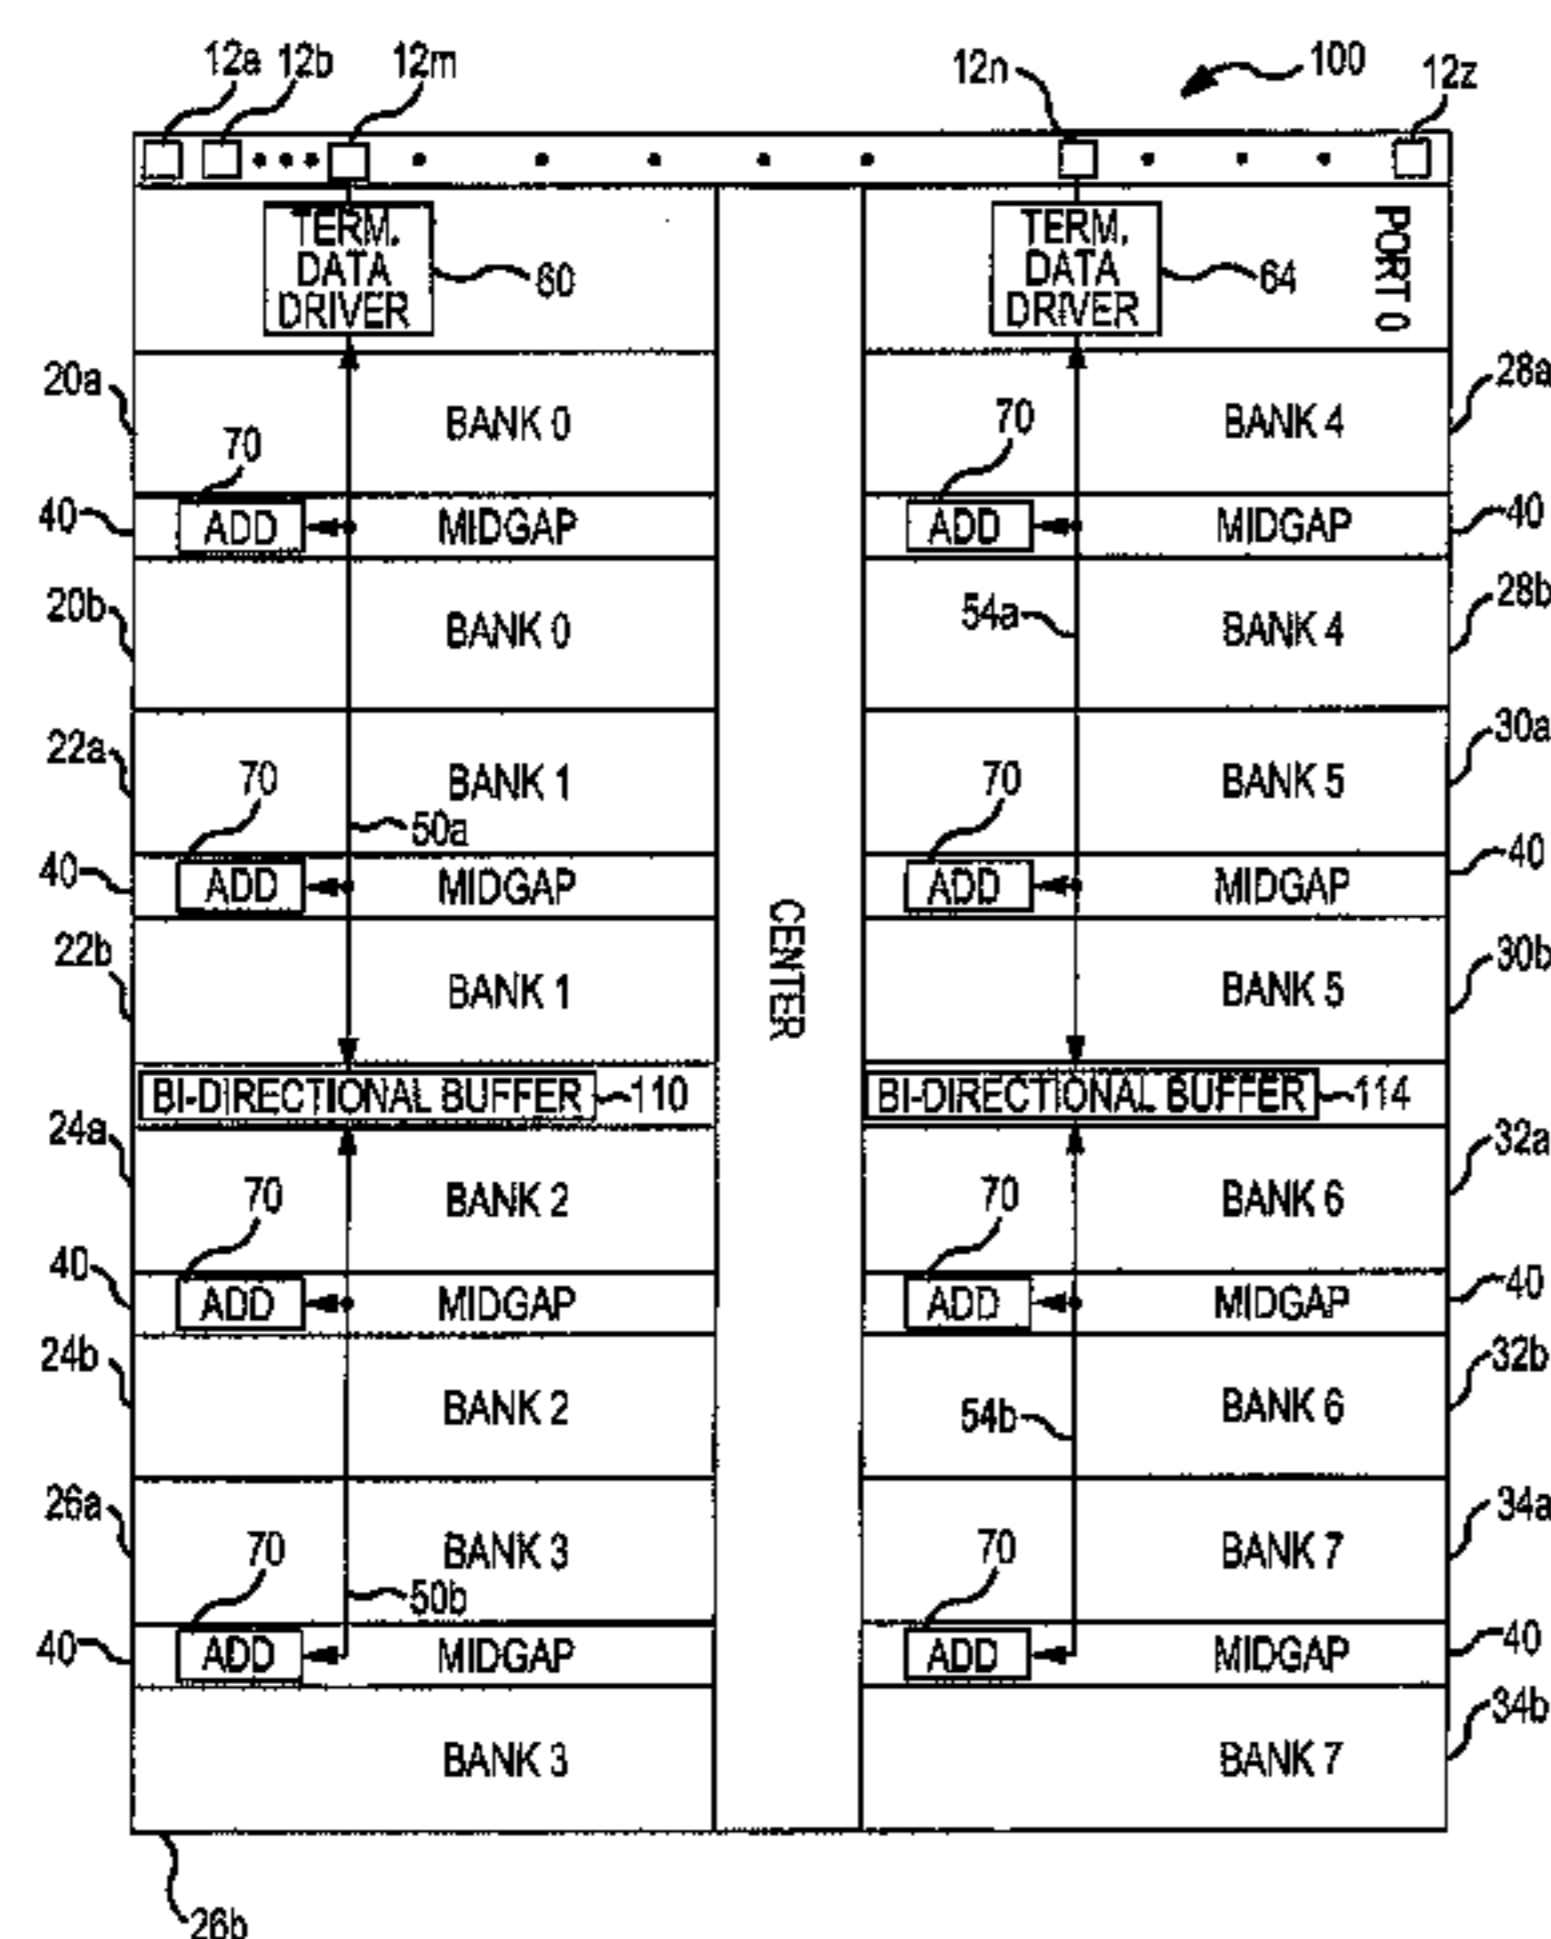 12a 12b 12m 12n 100 12z
TERM. DATA DRIVER 60 TERM. DATA DRIVER 64 PORT 0
20a BANK 0 BANK 4 28a
70 70
40 ADD MIDGAP ADD MIDGAP 40
20b BANK 0 54a BANK 4 28b
22a BANK 1 BANK 5 30a
70 50a 70
40 ADD MIDGAP ADD MIDGAP 40
CENTER
22b BANK 1 BANK 5 30b
BI-DIRECTIONAL BUFFER 110 BI-DIRECTIONAL BUFFER 114
24a BANK 2 BANK 6 32a
70 70
40 ADD MIDGAP ADD MIDGAP 40
24b BANK 2 54b BANK 6 32b
26a BANK 3 BANK 7 34a
70 50b 70
40 ADD MIDGAP ADD MIDGAP 40
BANK 3 BANK 7 34b
26b